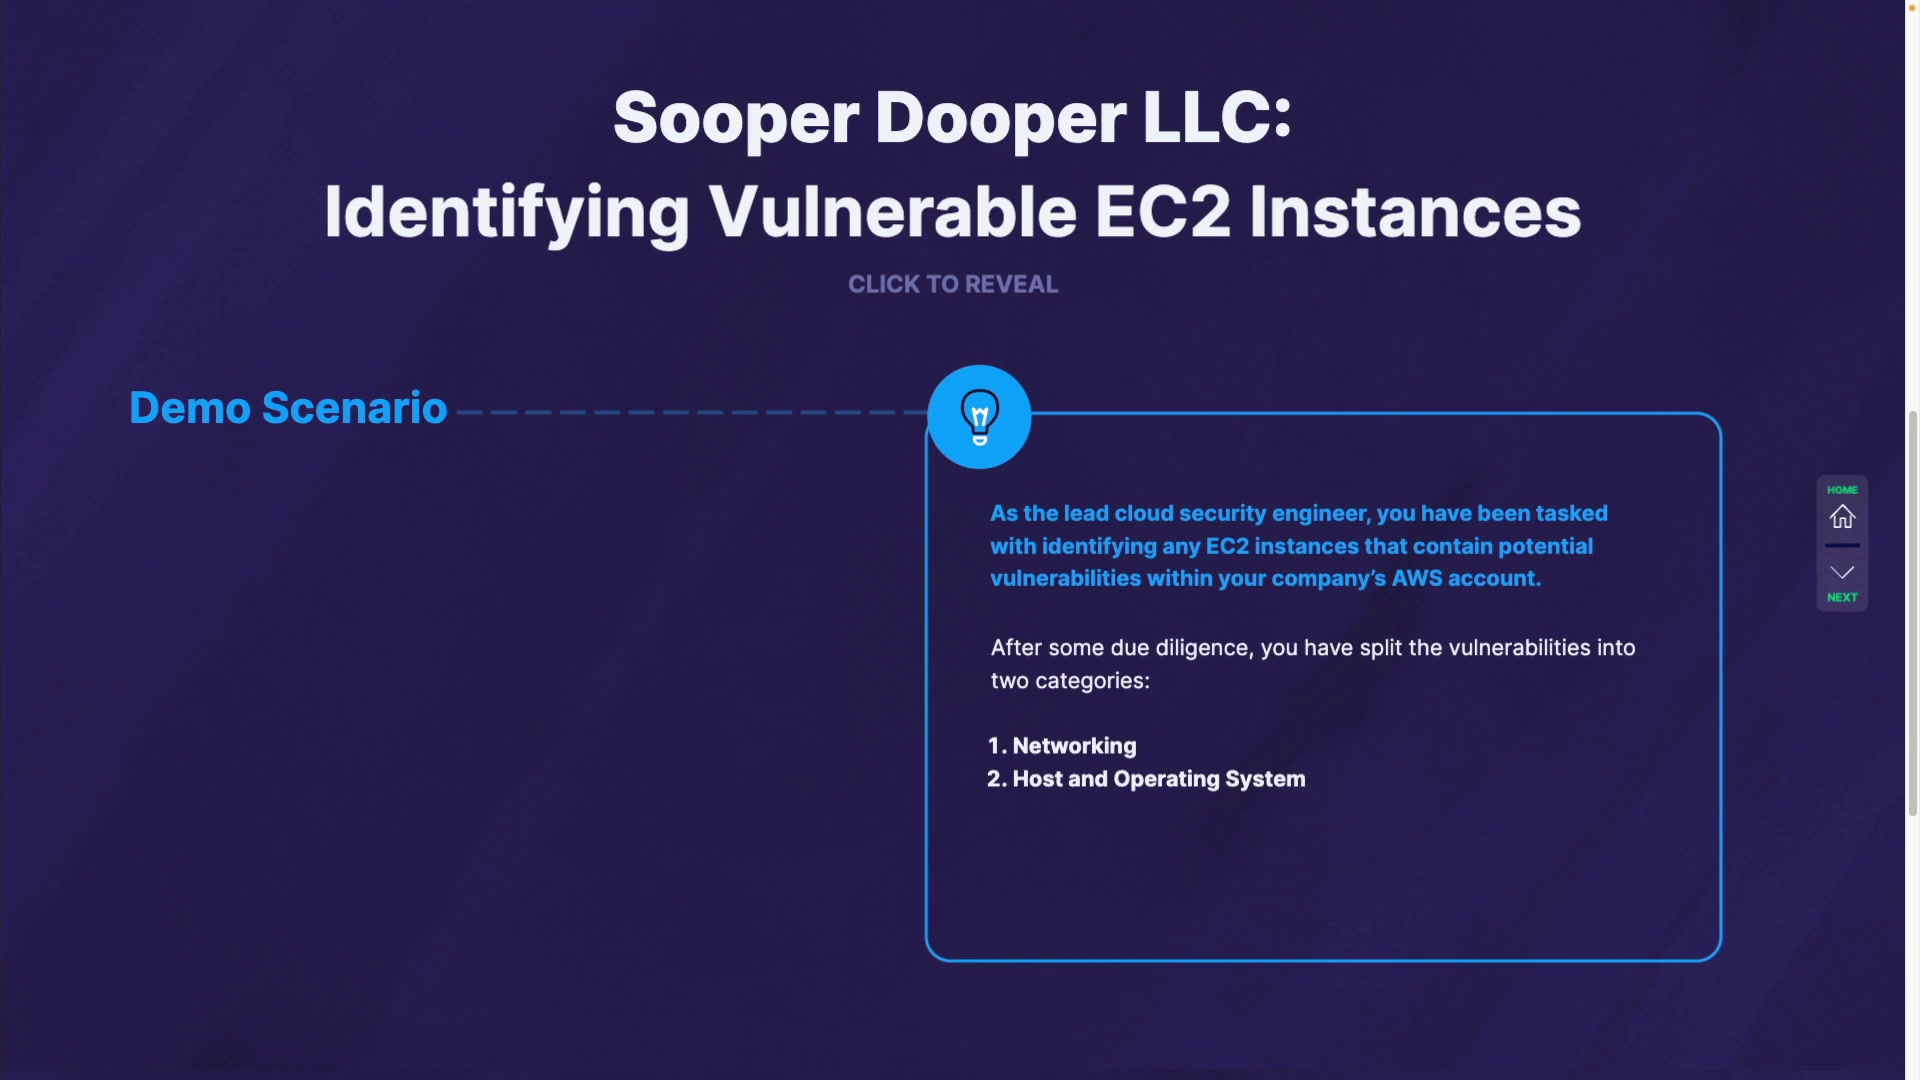 Sooper Dooper LLC:
Identifying Vulnerable EC2 Instances
CLICK TO REVEAL
Demo Scenario
As the lead cloud security engineer, you have been tasked
with identifying any EC2 instances that contain potential
vulnerabilities within your company’s AWS account.
After some due diligence, you have split the vulnerabilities into
two categories:
1. Networking
2. Host and Operating System
HOME
NEXT